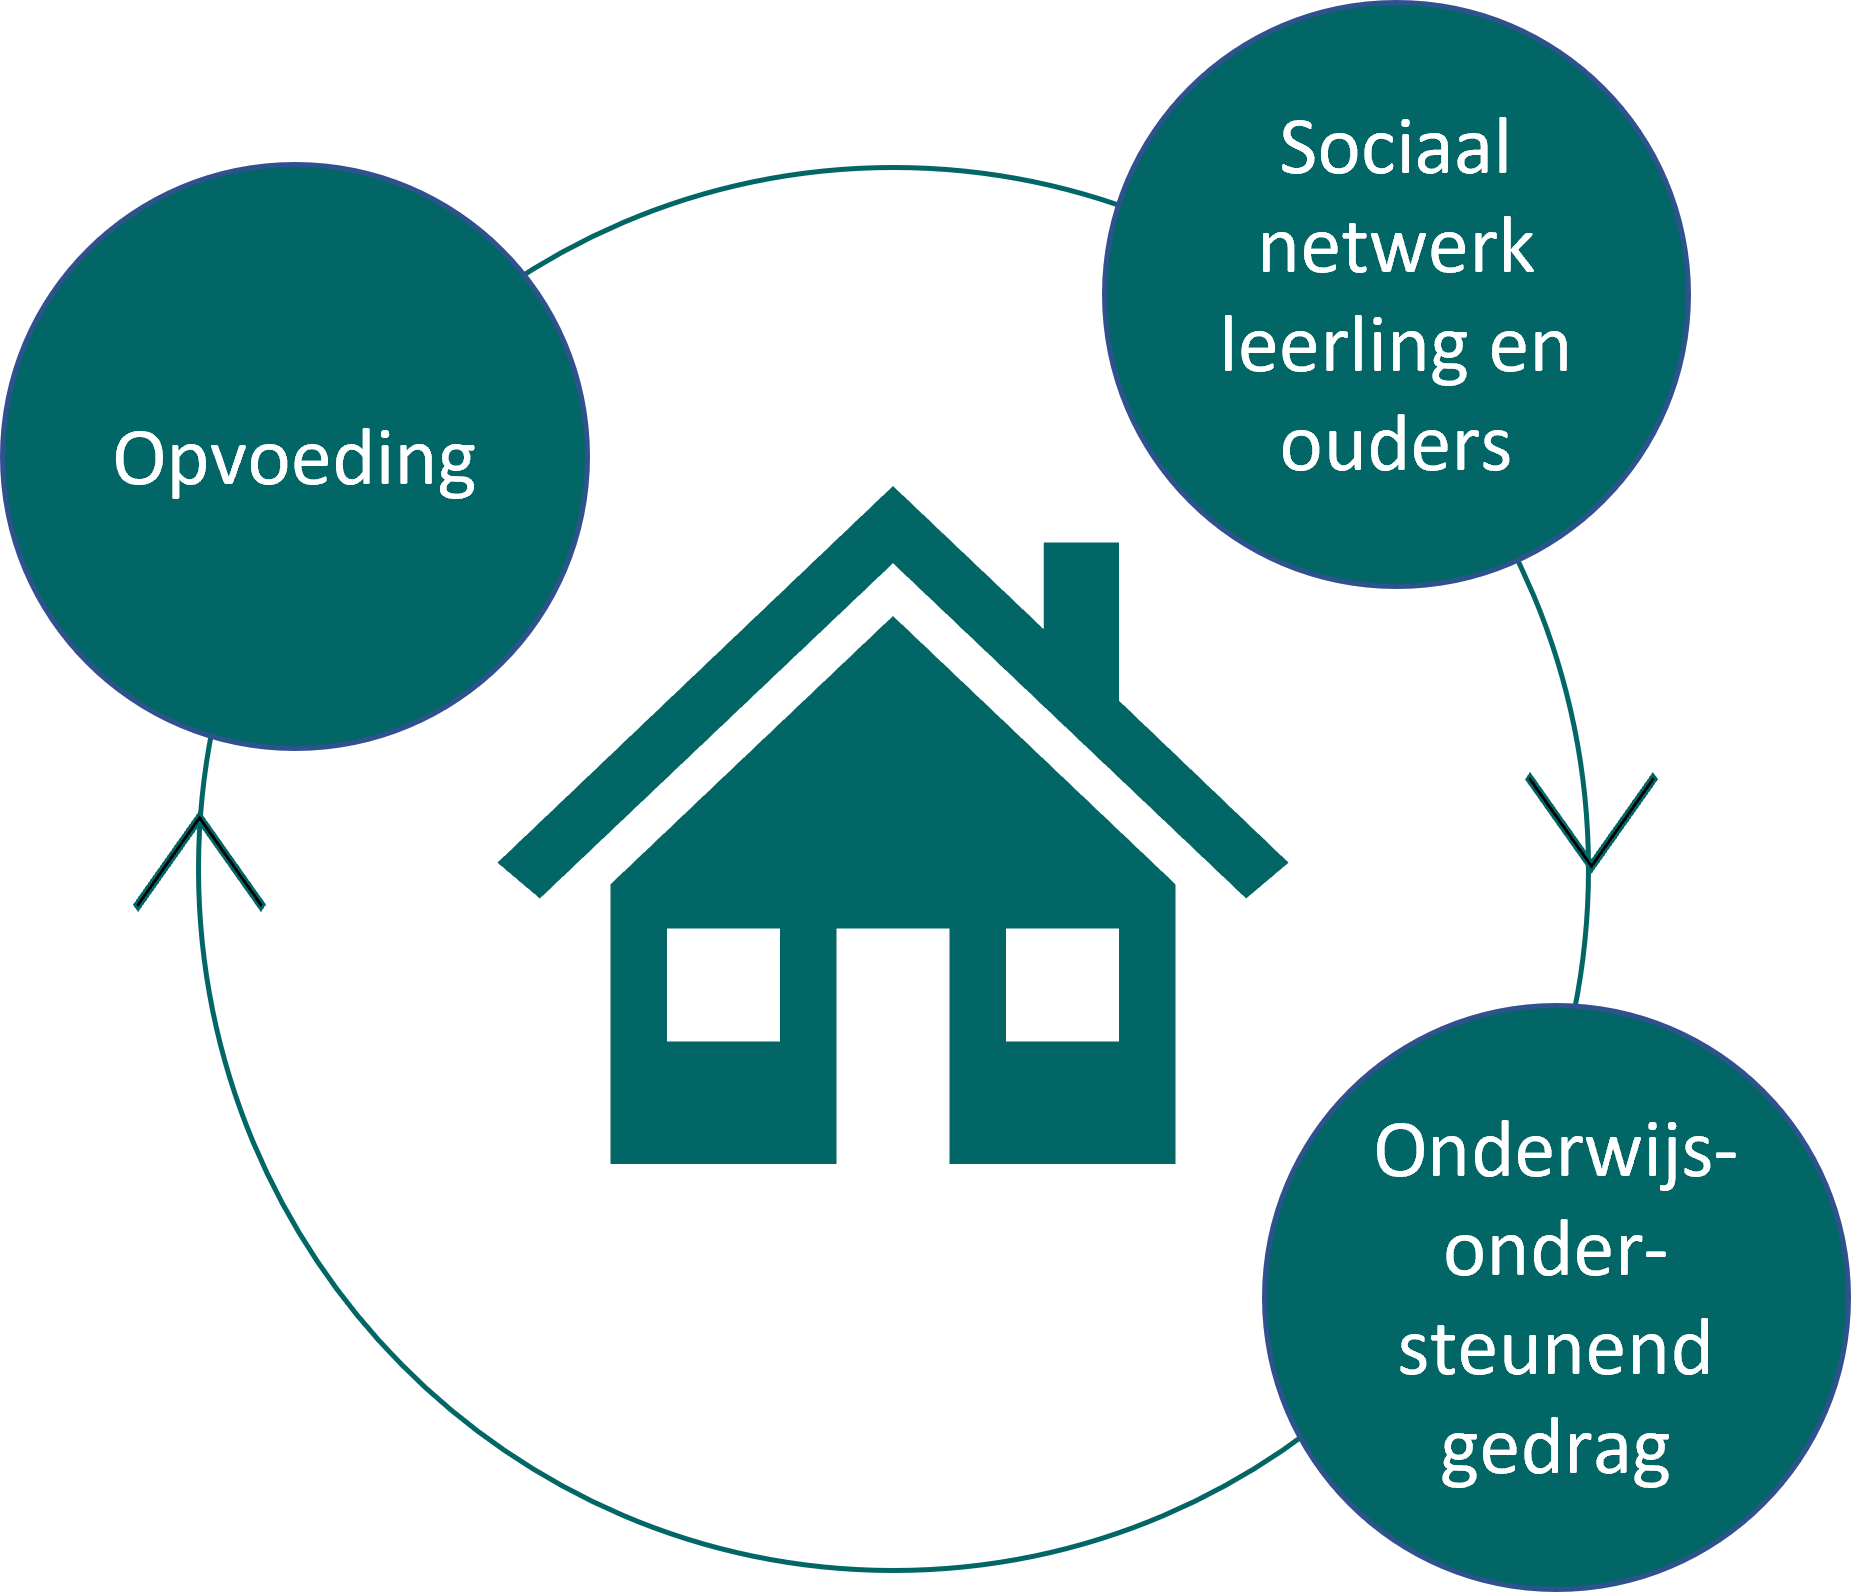 Opvoeding
Sociaal
netwerk
leerling en
ouders
Onderwijs-
onder-
steunend
gedrag